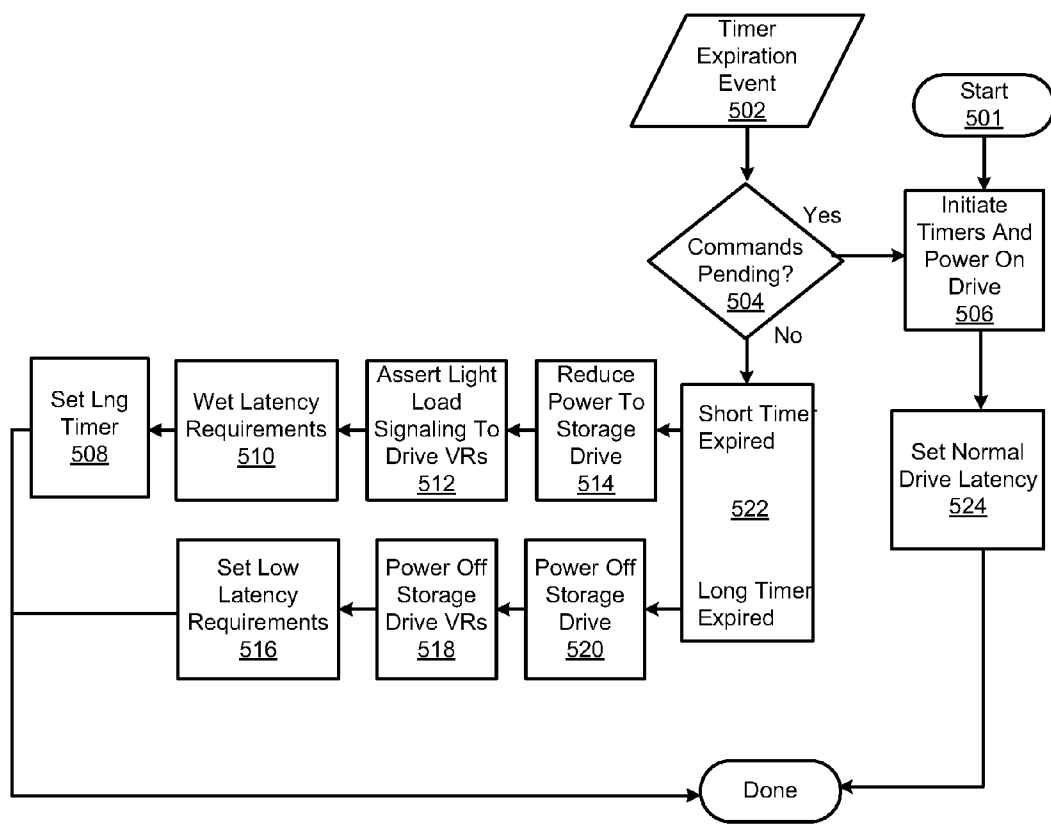 Timer
Expiration
Event
502
Start
501
Commands
Pending?
504
Yes
No
Initiate
Timers And
Power On
Drive
506
Set Lng
Timer
508
Wet Latency
Requirements
510
Assert Light
Load
Signaling To
Drive VRs
512
Reduce
Power To
Storage
Drive
514
Short Timer
Expired
522
Long Timer
Expired
Set Normal
Drive Latency
524
Set Low
Latency
Requirements
516
Power Off
Storage
Drive VRs
518
Power Off
Storage
Drive
520
Done